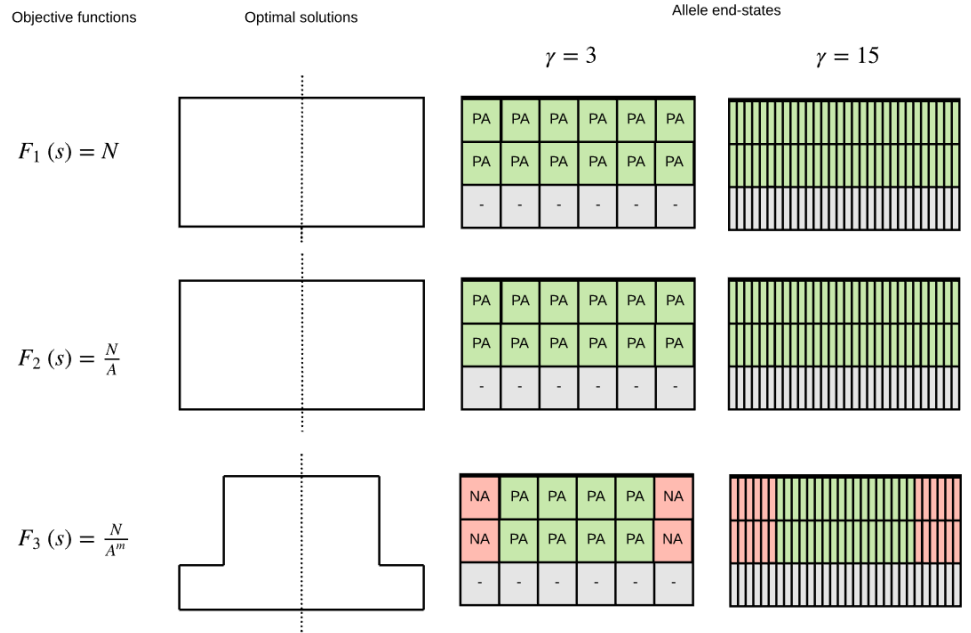 Objective functions
Optimal solutions
Allele end-states
γ = 3
γ = 15
F₁ (s) = N
PA PA PA PA PA PA
PA PA PA PA PA PA
- - - - - -
F₂ (s) = N/A
PA PA PA PA PA PA
PA PA PA PA PA PA
- - - - - -
F₃ (s) = N/Aᵐ
NA PA PA PA PA NA
NA PA PA PA PA NA
- - - - - -